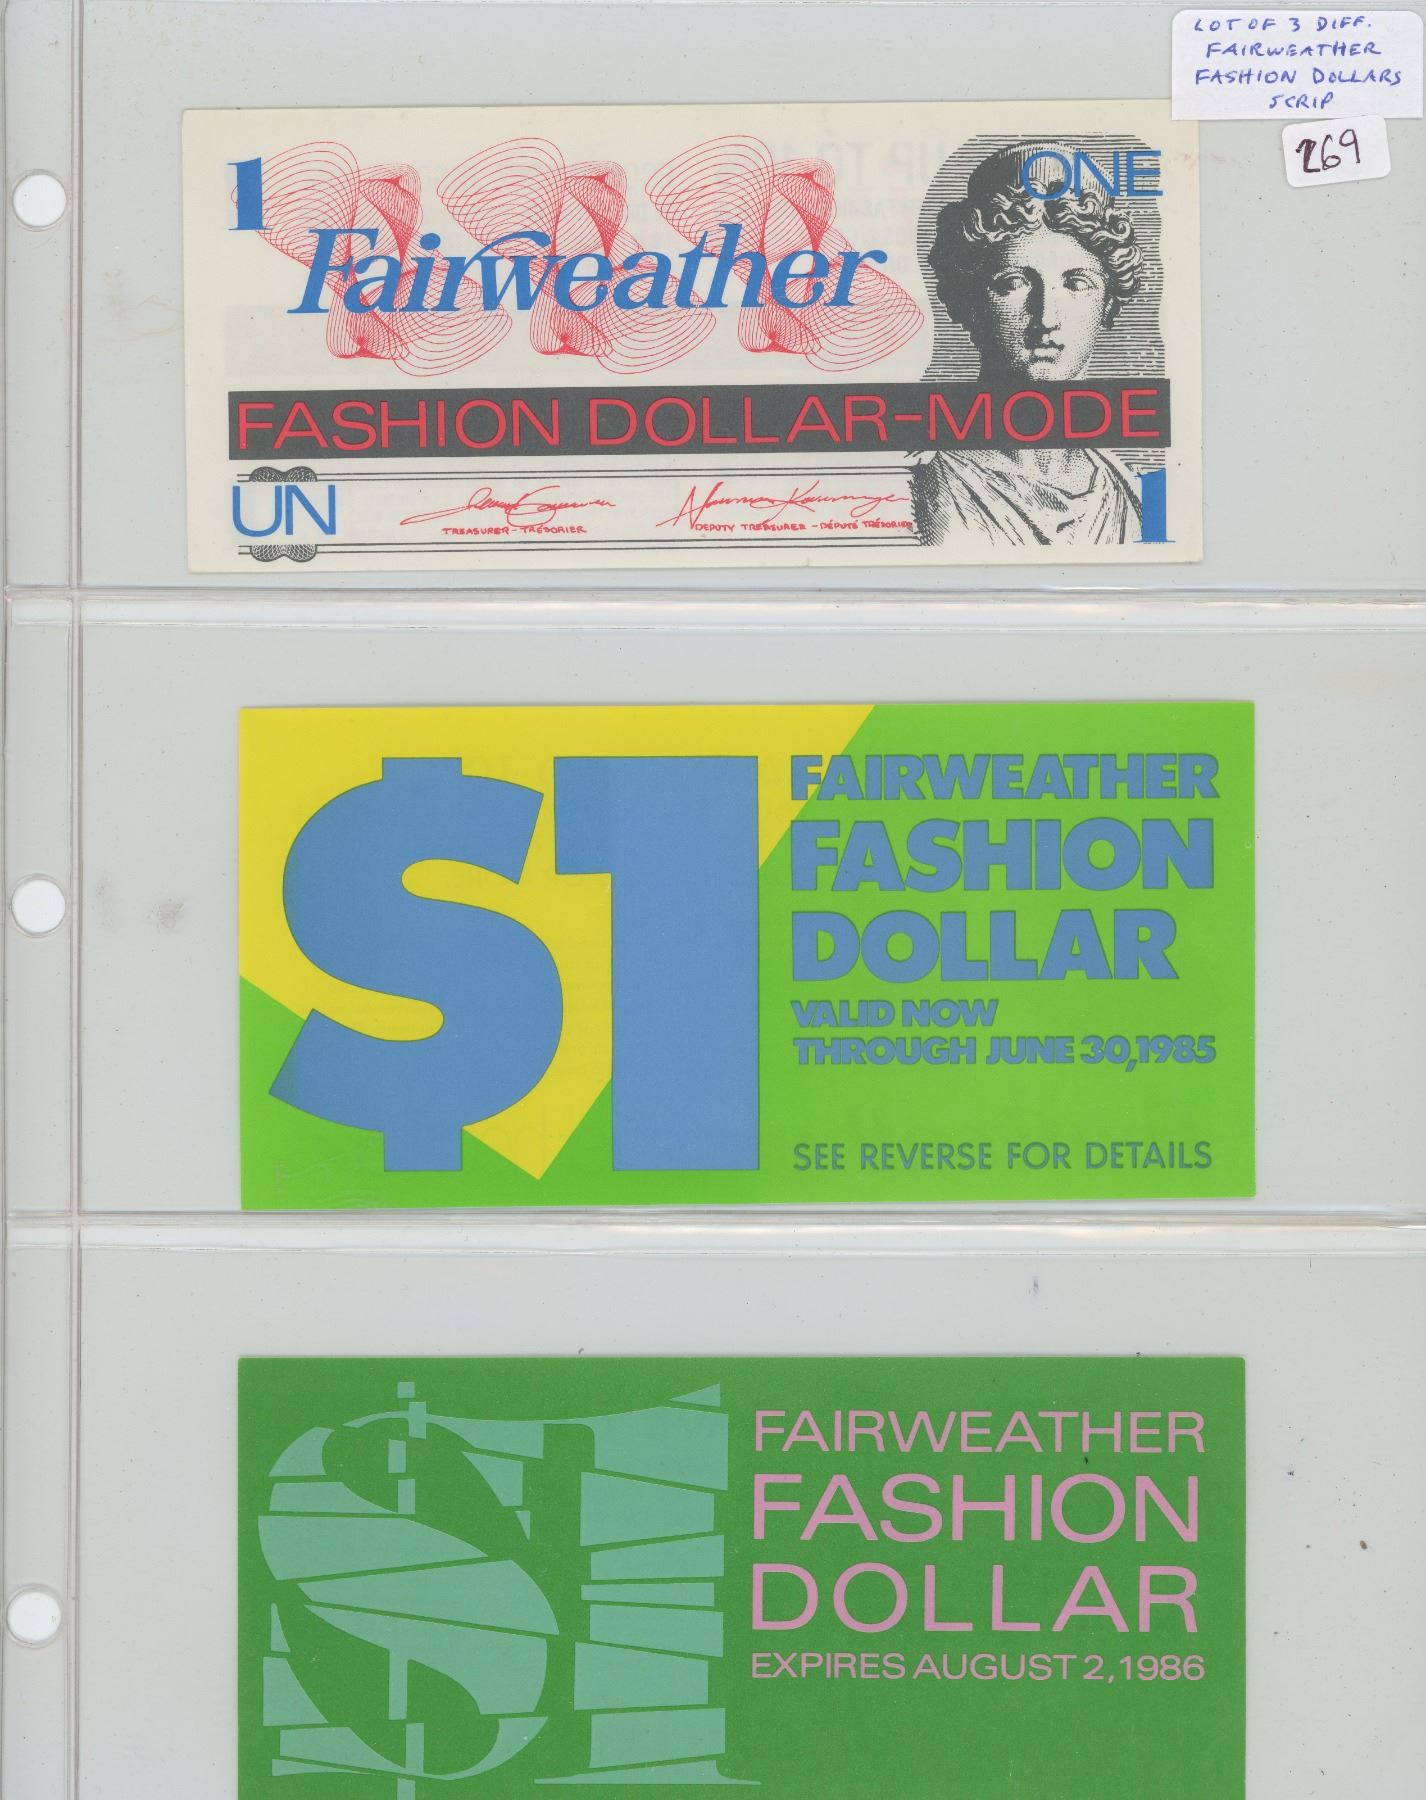 LOT OF 3 DIFF.
FAIRWEATHER
FASHION DOLLARS
SCRIP
269
1
ONE
Fairweather
FASHION DOLLAR-MODE
UN
TREASURER - TRÉSORIER
DEPUTY TREASURER - DÉPUTÉ TRÉSORIER
1
$1
FAIRWEATHER
FASHION
DOLLAR
VALID NOW
THROUGH JUNE 30,1985
SEE REVERSE FOR DETAILS
$1
FAIRWEATHER
FASHION
DOLLAR
EXPIRES AUGUST 2,1986